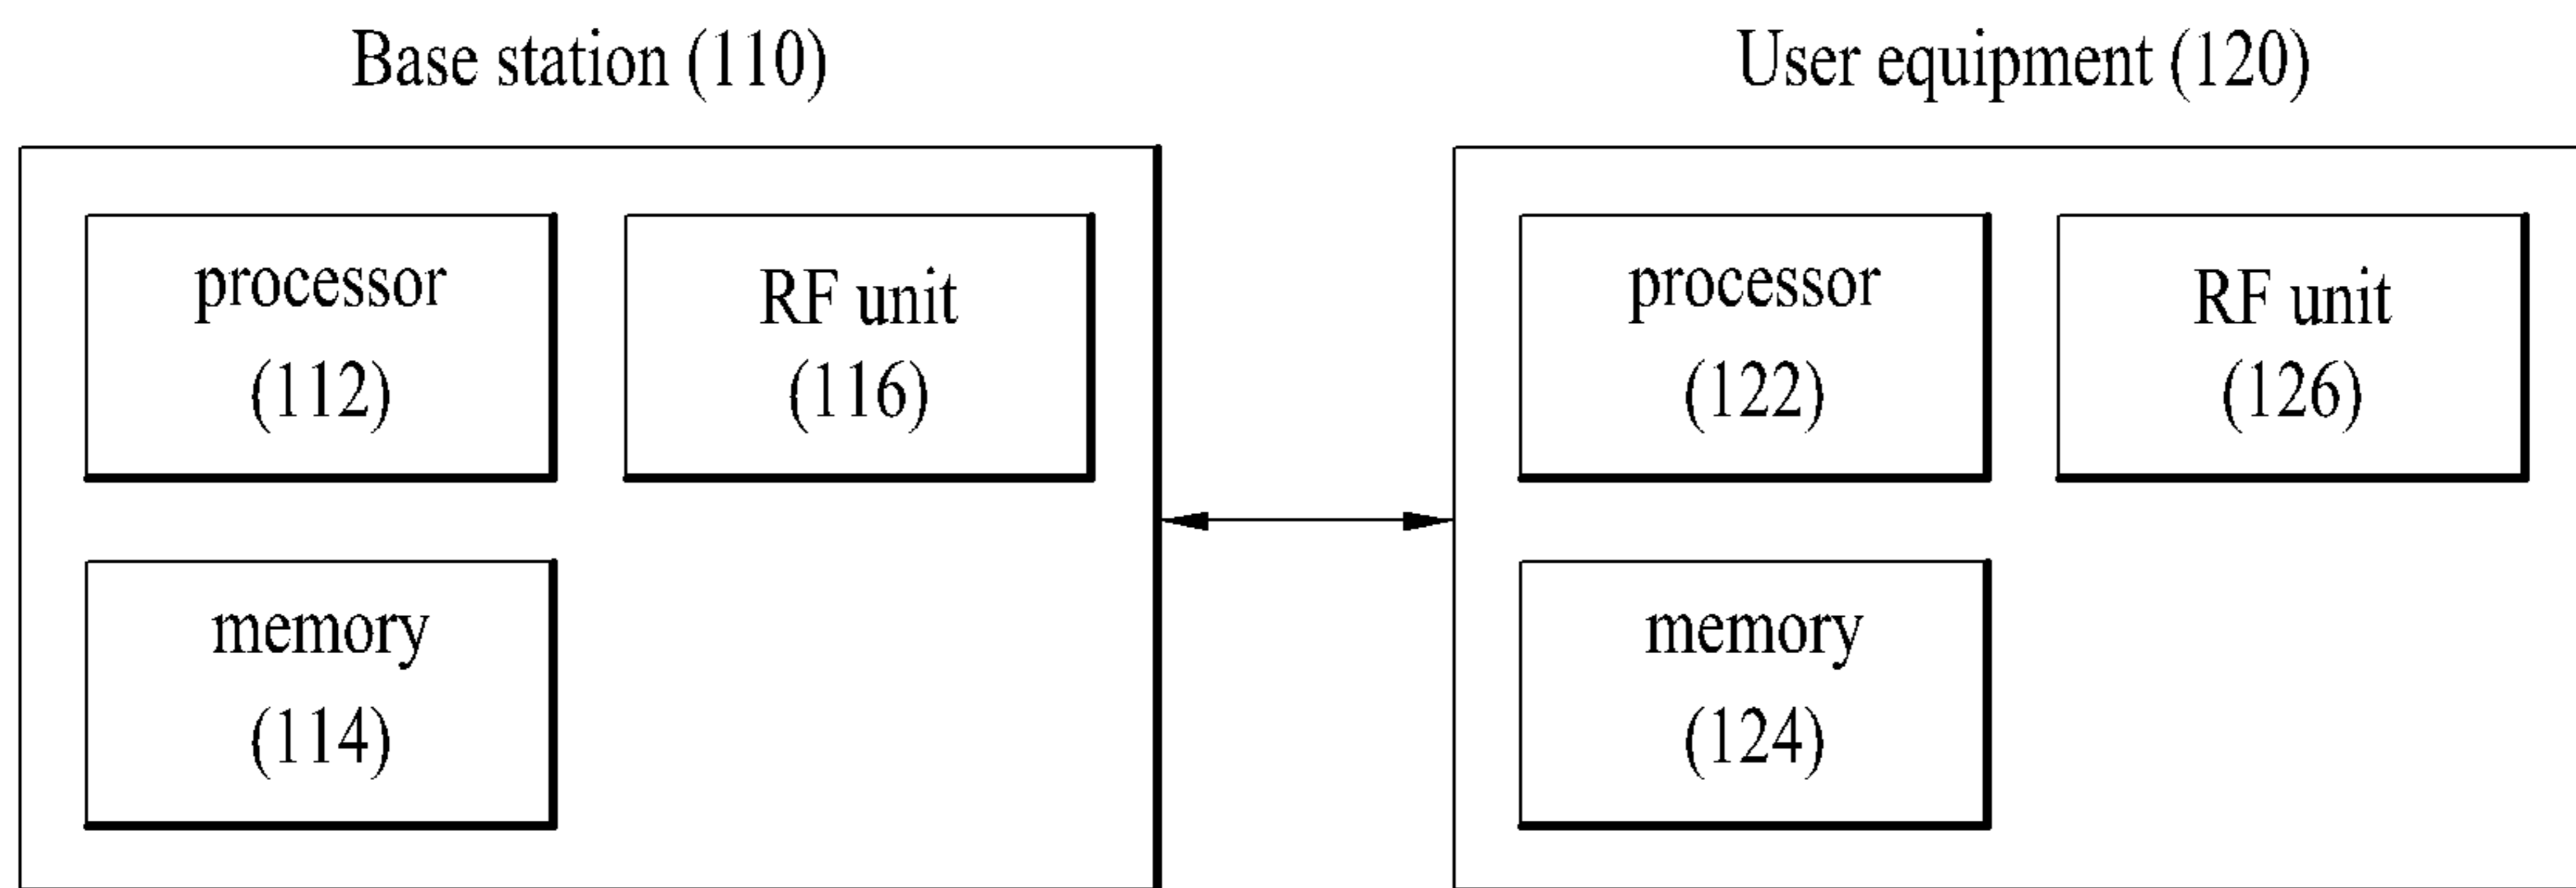 Base station (110)
processor
(112)
RF unit
(116)
memory
(114)
User equipment (120)
processor
(122)
RF unit
(126)
memory
(124)